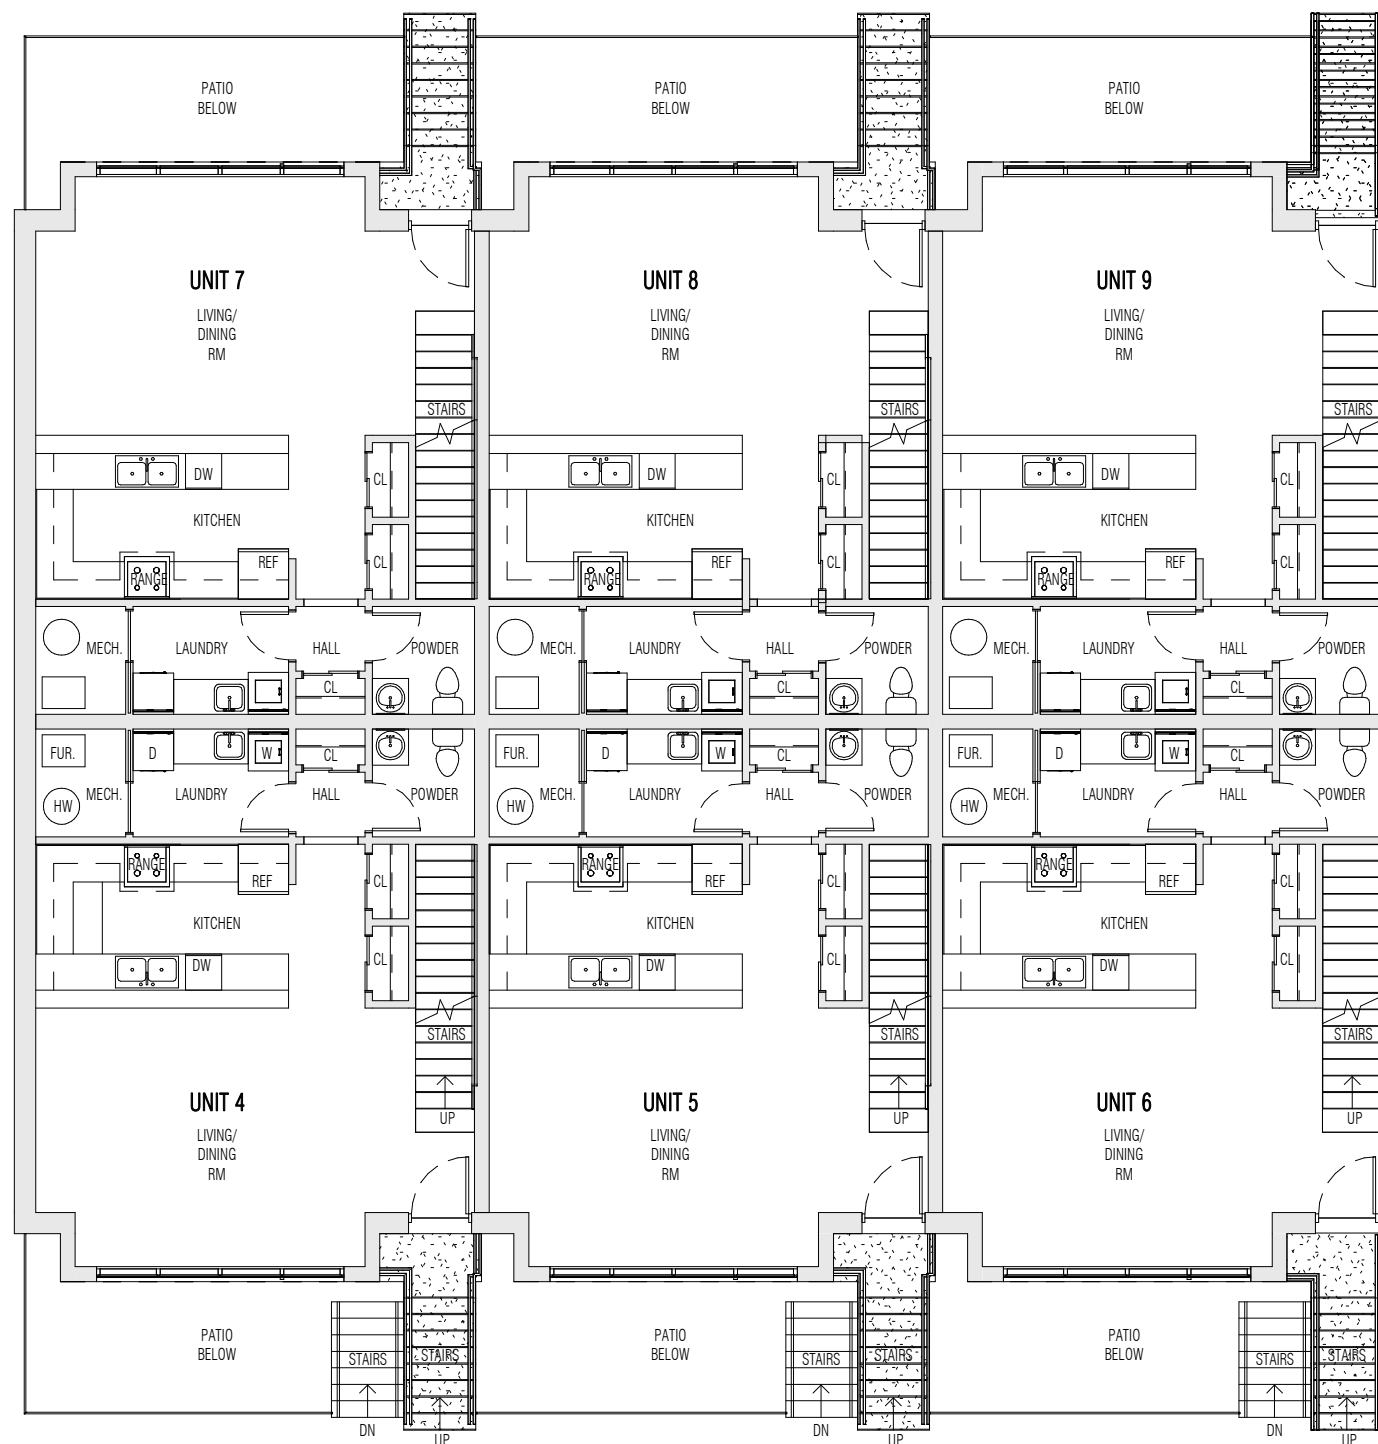 PATIO
BELOW
PATIO
BELOW
PATIO
BELOW
UNIT 7
UNIT 8
UNIT 9
LIVING/
DINING
RM
LIVING/
DINING
RM
LIVING/
DINING
RM
STAIRS
STAIRS
STAIRS
DW
CL
DW
CL
DW
CL
KITCHEN
KITCHEN
KITCHEN
RANGE
REF
CL
RANGE
REF
CL
RANGE
REF
CL
MECH.
LAUNDRY
HALL
POWDER
MECH.
LAUNDRY
HALL
POWDER
MECH.
LAUNDRY
HALL
POWDER
CL
CL
CL
FUR.
D
W
CL
FUR.
D
W
CL
FUR.
D
W
CL
HW
MECH.
LAUNDRY
HALL
POWDER
HW
MECH.
LAUNDRY
HALL
POWDER
HW
MECH.
LAUNDRY
HALL
POWDER
RANGE
REF
CL
RANGE
REF
CL
RANGE
REF
CL
KITCHEN
KITCHEN
KITCHEN
DW
CL
DW
CL
DW
CL
STAIRS
STAIRS
STAIRS
UNIT 4
UP
UNIT 5
UP
UNIT 6
UP
LIVING/
DINING
RM
LIVING/
DINING
RM
LIVING/
DINING
RM
PATIO
BELOW
STAIRS
STAIRS
PATIO
BELOW
STAIRS
STAIRS
PATIO
BELOW
STAIRS
STAIRS
DN
UP
DN
UP
DN
UP